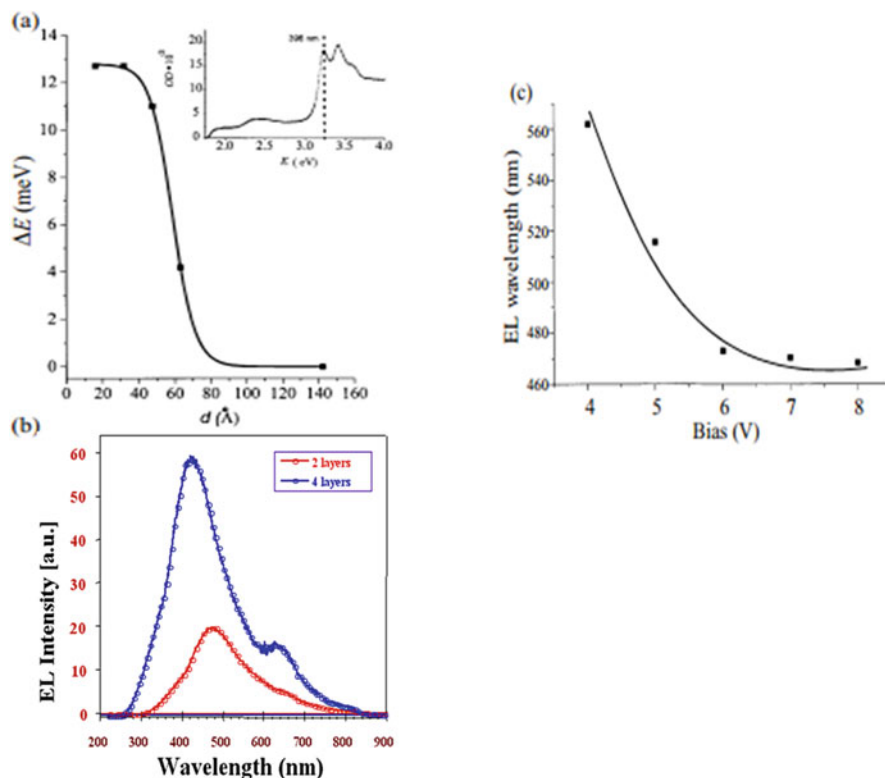 (a)
14
12
10
8
6
4
2
0
ΔE (meV)
0 20 40 60 80 100 120 140 160
d (Å)
396 nm
20
15
10
5
0
2.0 2.5 3.0 3.5 4.0
E (eV)
(c)
560
540
520
500
480
460
EL wavelength (nm)
4 5 6 7 8
Bias (V)
(b)
60
50
40
30
20
10
0
EL Intensity [a.u.]
2 layers
4 layers
200 300 400 500 600 700 800 900
Wavelength (nm)